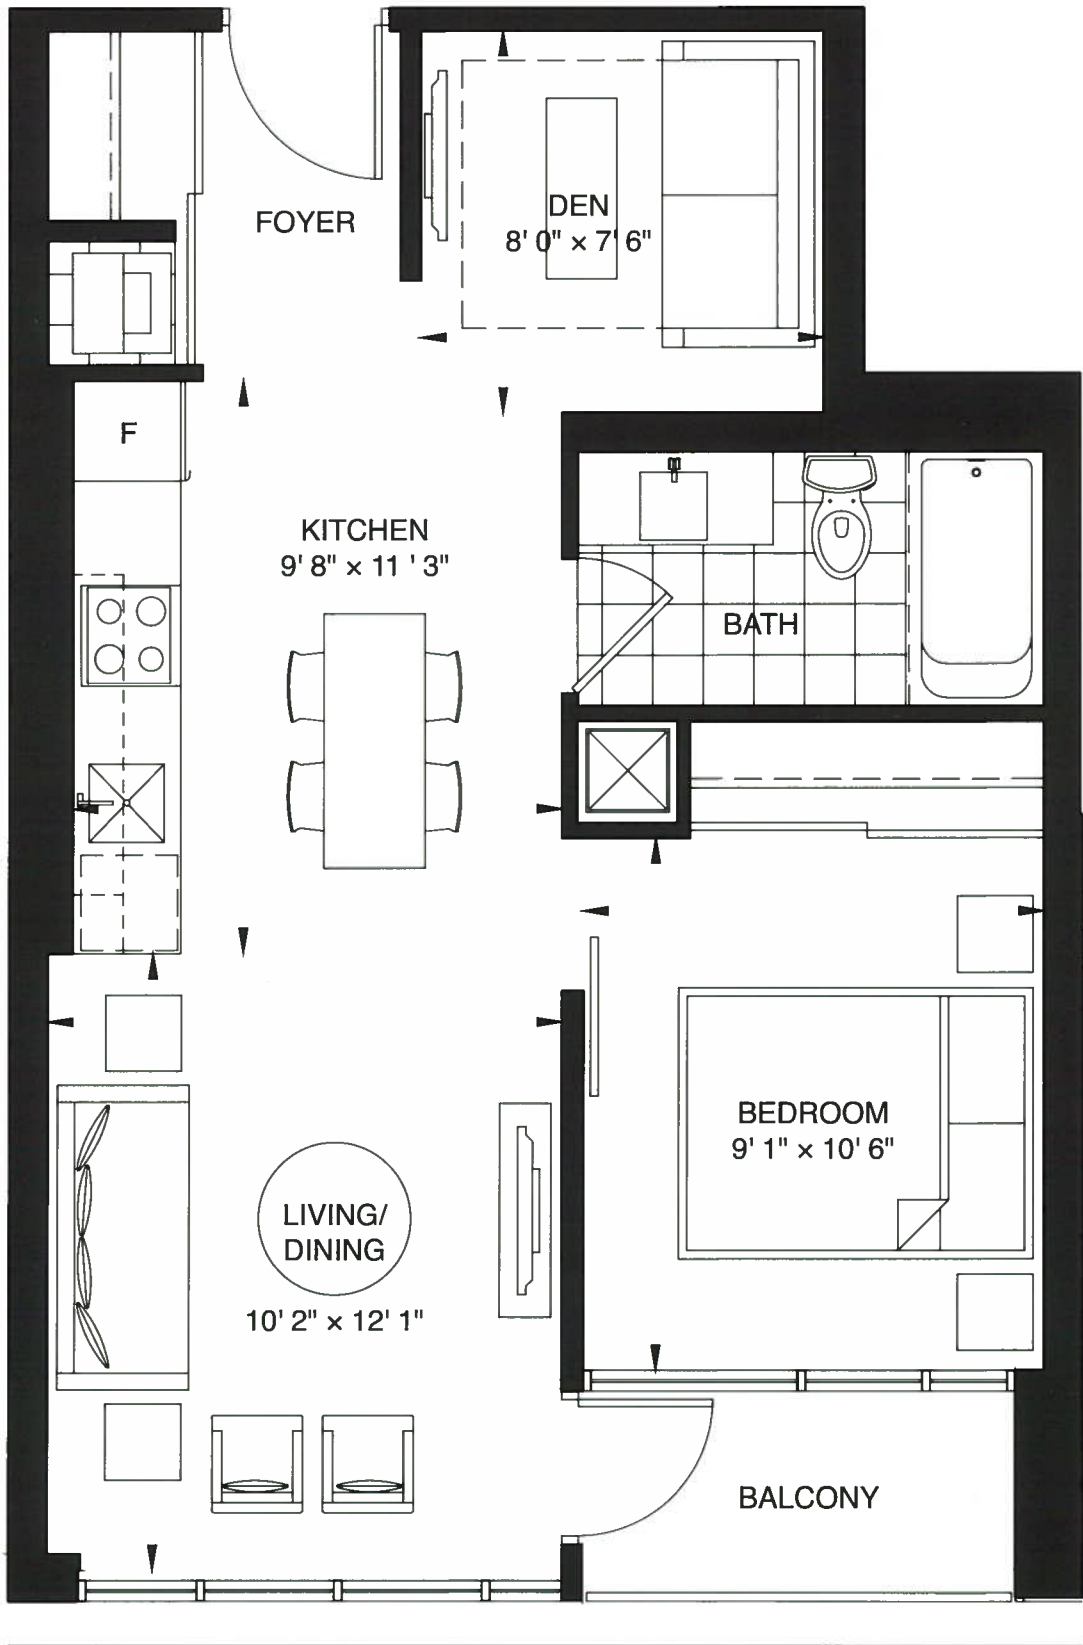 FOYER
DEN
8' 0" × 7' 6"
F
KITCHEN
9' 8" × 11 ' 3"
BATH
BEDROOM
9' 1" × 10' 6"
LIVING/
DINING
10' 2" × 12' 1"
BALCONY